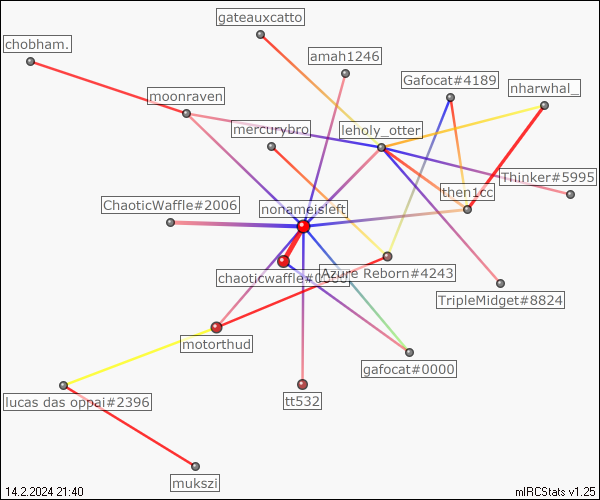 gateauxcatto
chobham.
amah1246
Gafocat#4189
nharwhal_
moonraven
mercurybro
leholy_otter
Thinker#5995
then1cc
ChaoticWaffle#2006
nonameisleft
chaoticwaffle#0000
Azure Reborn#4243
TripleMidget#8824
motorthud
gafocat#0000
lucas das oppai#2396
tt532
mukszi
14.2.2024 21:40
mIRCStats v1.25